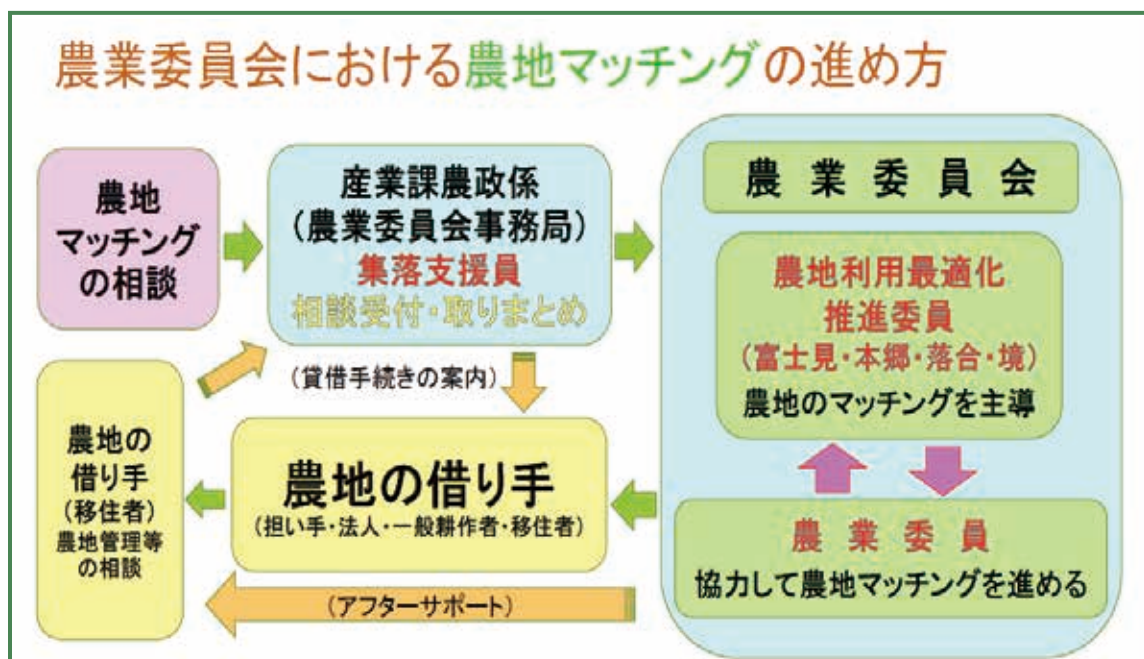 農業委員会における農地マッチングの進め方
農地
マッチング
の相談
産業課農政係
(農業委員会事務局)
集落支援員
相談受付・取りまとめ
農業委員会
農地利用最適化
推進委員
(富士見・本郷・落合・境)
農地のマッチングを主導
(貸借手続きの案内)
農地の
借り手
(移住者)
農地管理等
の相談
農地の借り手
(担い手・法人・一般耕作者・移住者)
農業委員
協力して農地マッチングを進める
(アフターサポート)